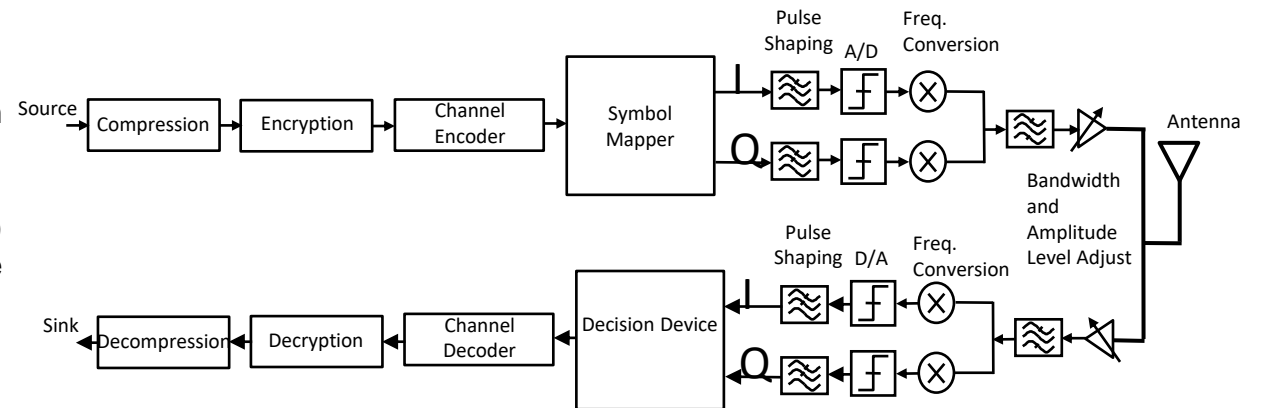 Source
Compression
Encryption
Channel
Encoder
Symbol
Mapper
I
Q
Pulse
Shaping
A/D
Freq.
Conversion
Bandwidth
and
Amplitude
Level Adjust
Antenna
Sink
Decompression
Decryption
Channel
Decoder
Decision Device
I
Q
Pulse
Shaping
D/A
Freq.
Conversion